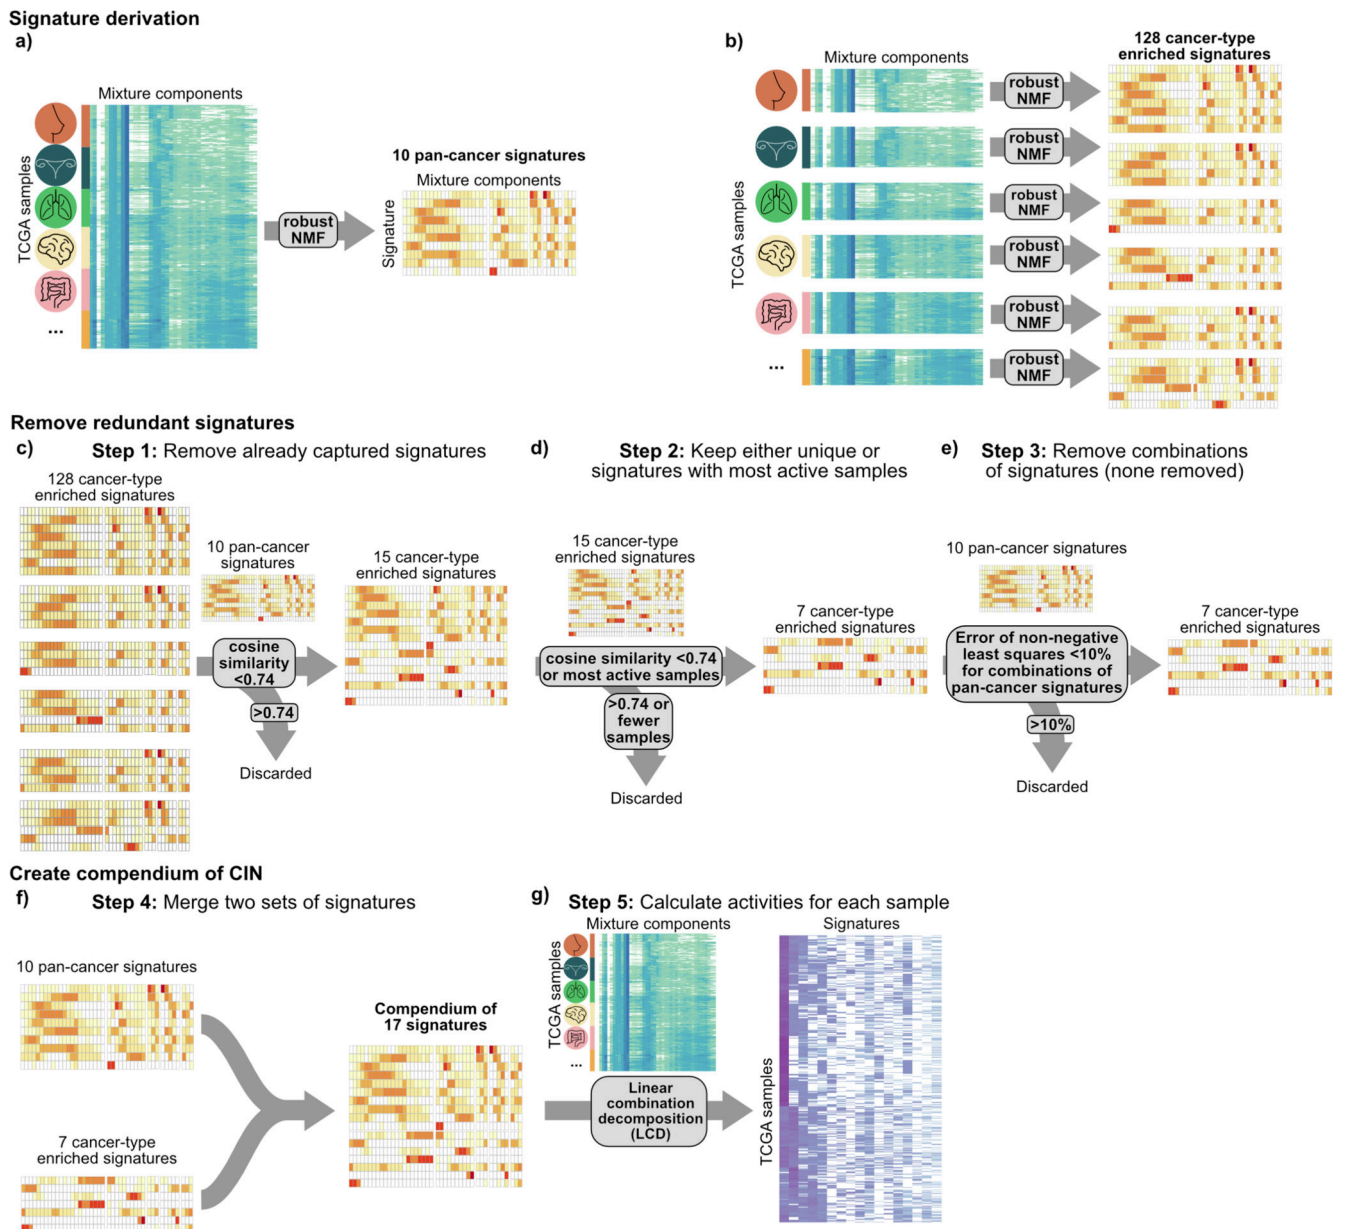 Signature derivation
a)
Mixture components
TCGA samples
...
robust
NMF
10 pan-cancer signatures
Mixture components
Signature
b)
Mixture components
128 cancer-type
enriched signatures
TCGA samples
robust
NMF
robust
NMF
robust
NMF
robust
NMF
robust
NMF
...
robust
NMF
Remove redundant signatures
c)
Step 1: Remove already captured signatures
128 cancer-type
enriched signatures
10 pan-cancer
signatures
cosine
similarity
<0.74
>0.74
Discarded
15 cancer-type
enriched signatures
d)
Step 2: Keep either unique or
signatures with most active samples
15 cancer-type
enriched signatures
cosine similarity <0.74
or most active samples
>0.74 or
fewer
samples
Discarded
7 cancer-type
enriched signatures
e)
Step 3: Remove combinations
of signatures (none removed)
10 pan-cancer signatures
Error of non-negative
least squares <10%
for combinations of
pan-cancer signatures
>10%
Discarded
7 cancer-type
enriched signatures
Create compendium of CIN
f)
Step 4: Merge two sets of signatures
10 pan-cancer signatures
7 cancer-type
enriched signatures
Compendium of
17 signatures
g)
Step 5: Calculate activities for each sample
Mixture components
TCGA samples
...
Linear
combination
decomposition
(LCD)
Signatures
TCGA samples